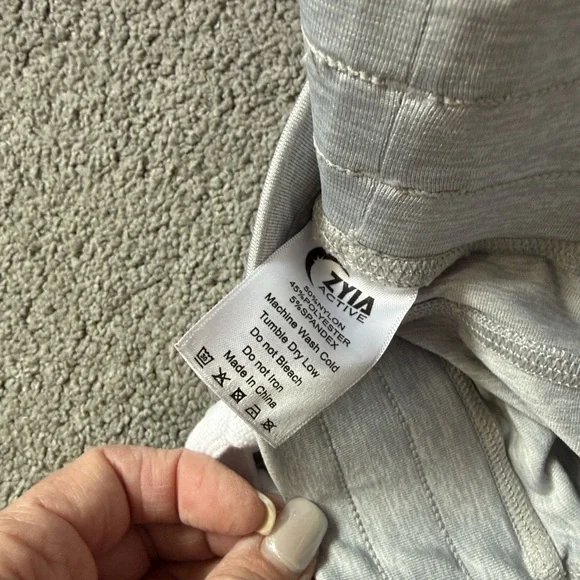 ZYIA
ACTIVE
50%NYLON
45%POLYESTER
5%SPANDEX
Machine Wash Cold
Tumble Dry Low
Do not Bleach
Do not Iron
Made In China